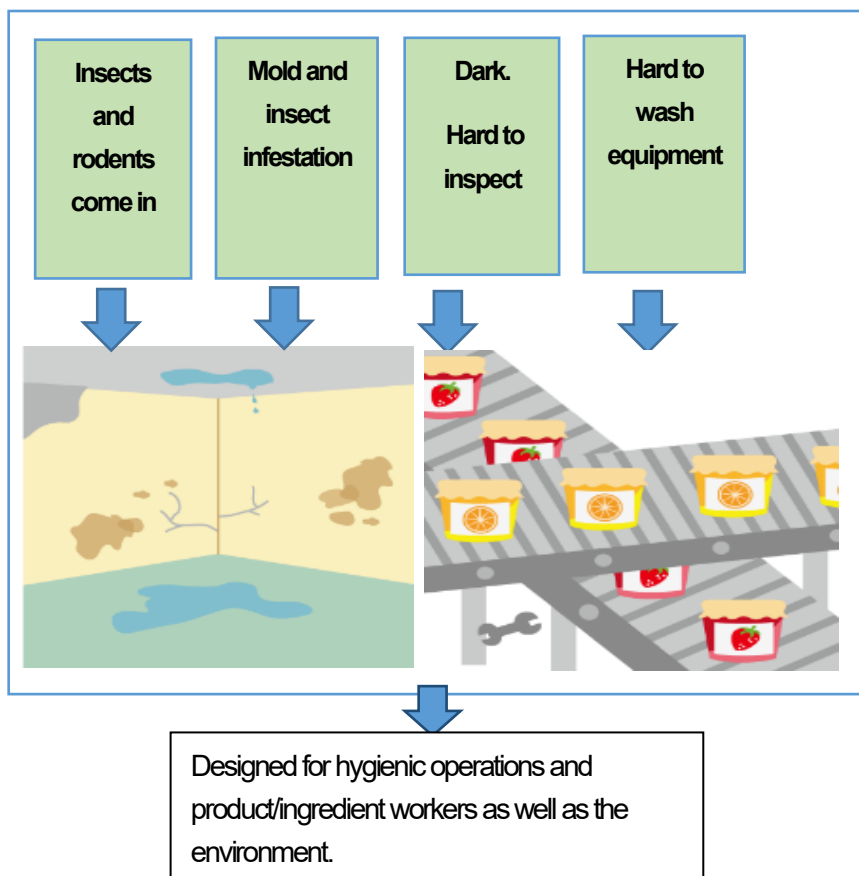 Insects
and
rodents
come in
Mold and
insect
infestation
Dark.
Hard to
inspect
Hard to
wash
equipment
Designed for hygienic operations and
product/ingredient workers as well as the
environment.